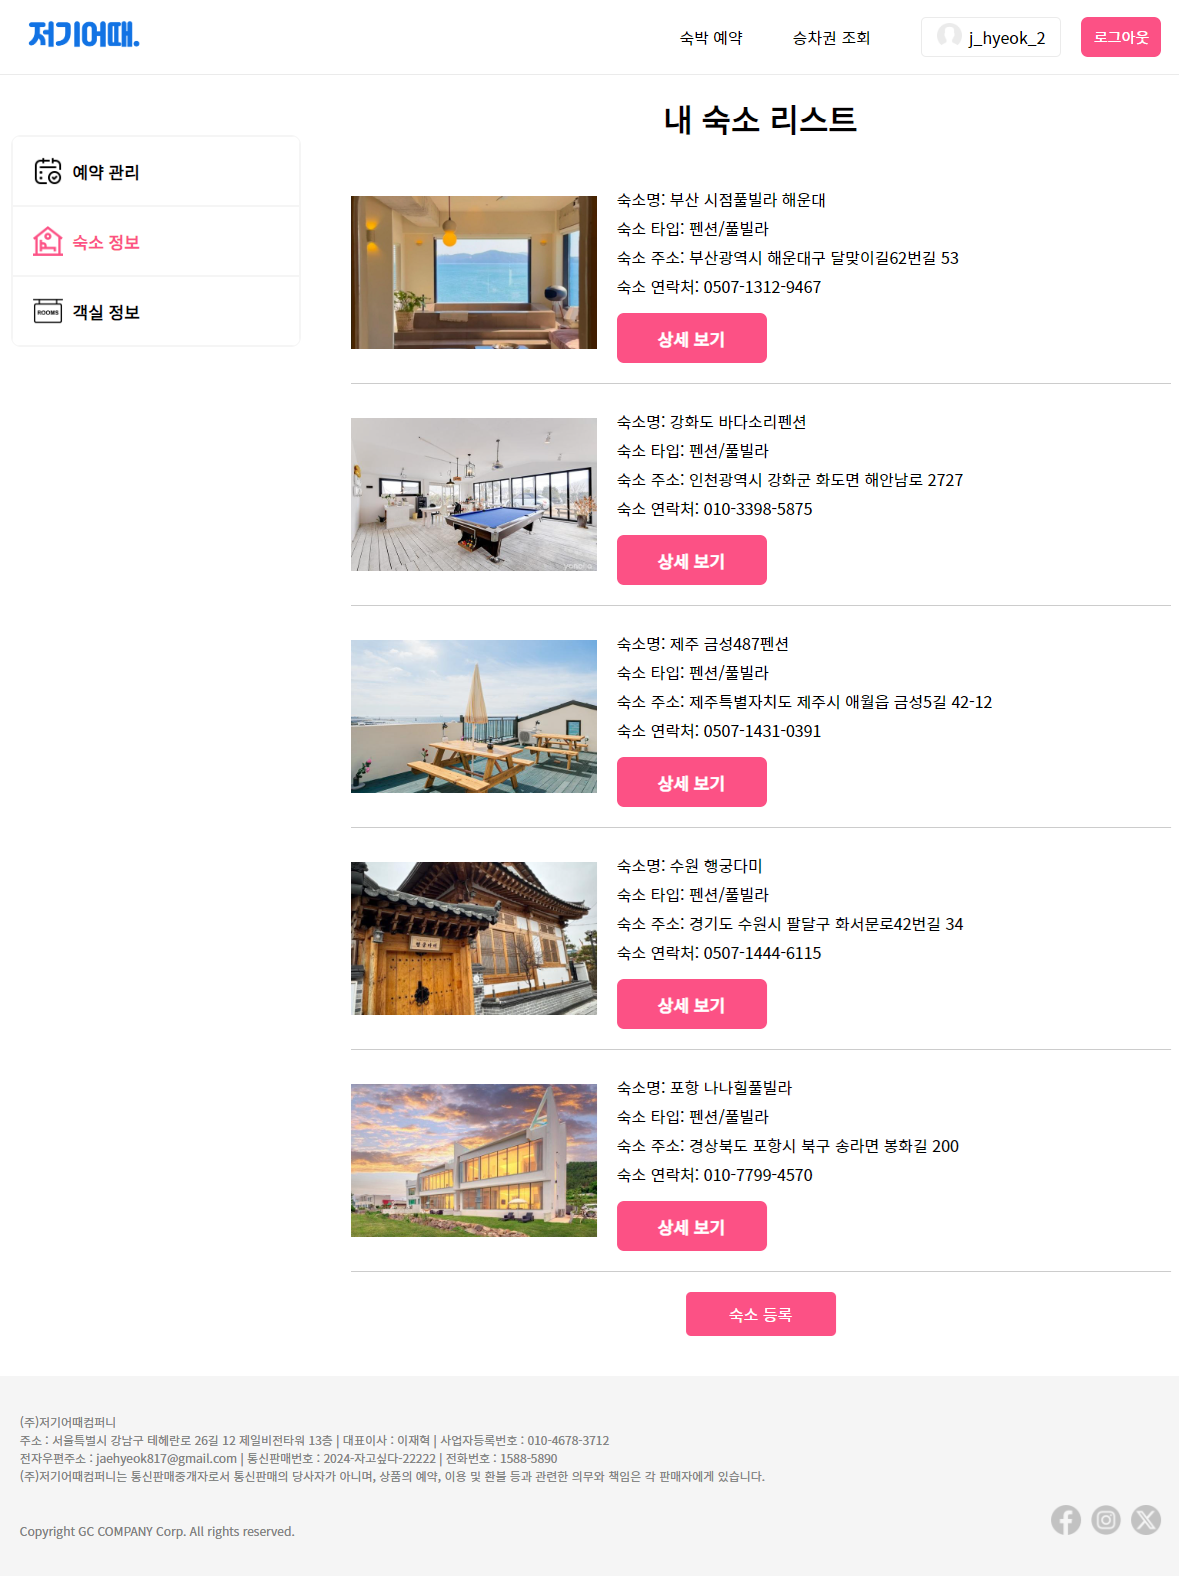 저기어때.
숙박 예약
승차권 조회
j_hyeok_2
로그아웃
예약 관리
숙소 정보
ROOMS
객실 정보
내 숙소 리스트
숙소명: 부산 시점풀빌라 해운대
숙소 타입: 펜션/풀빌라
숙소 주소: 부산광역시 해운대구 달맞이길62번길 53
숙소 연락처: 0507-1312-9467
상세 보기
숙소명: 강화도 바다소리펜션
숙소 타입: 펜션/풀빌라
숙소 주소: 인천광역시 강화군 화도면 해안남로 2727
숙소 연락처: 010-3398-5875
상세 보기
숙소명: 제주 금성487펜션
숙소 타입: 펜션/풀빌라
숙소 주소: 제주특별자치도 제주시 애월읍 금성5길 42-12
숙소 연락처: 0507-1431-0391
상세 보기
숙소명: 수원 행궁다미
숙소 타입: 펜션/풀빌라
숙소 주소: 경기도 수원시 팔달구 화서문로42번길 34
숙소 연락처: 0507-1444-6115
상세 보기
숙소명: 포항 나나힐풀빌라
숙소 타입: 펜션/풀빌라
숙소 주소: 경상북도 포항시 북구 송라면 봉화길 200
숙소 연락처: 010-7799-4570
상세 보기
숙소 등록
(주)저기어때컴퍼니
주소 : 서울특별시 강남구 테헤란로 26길 12 제일비전타워 13층 | 대표이사 : 이재혁 | 사업자등록번호 : 010-4678-3712
전자우편주소 : jaehyeok817@gmail.com | 통신판매번호 : 2024-자고싶다-22222 | 전화번호 : 1588-5890
(주)저기어때컴퍼니는 통신판매중개자로서 통신판매의 당사자가 아니며, 상품의 예약, 이용 및 환불 등과 관련한 의무와 책임은 각 판매자에게 있습니다.
Copyright GC COMPANY Corp. All rights reserved.